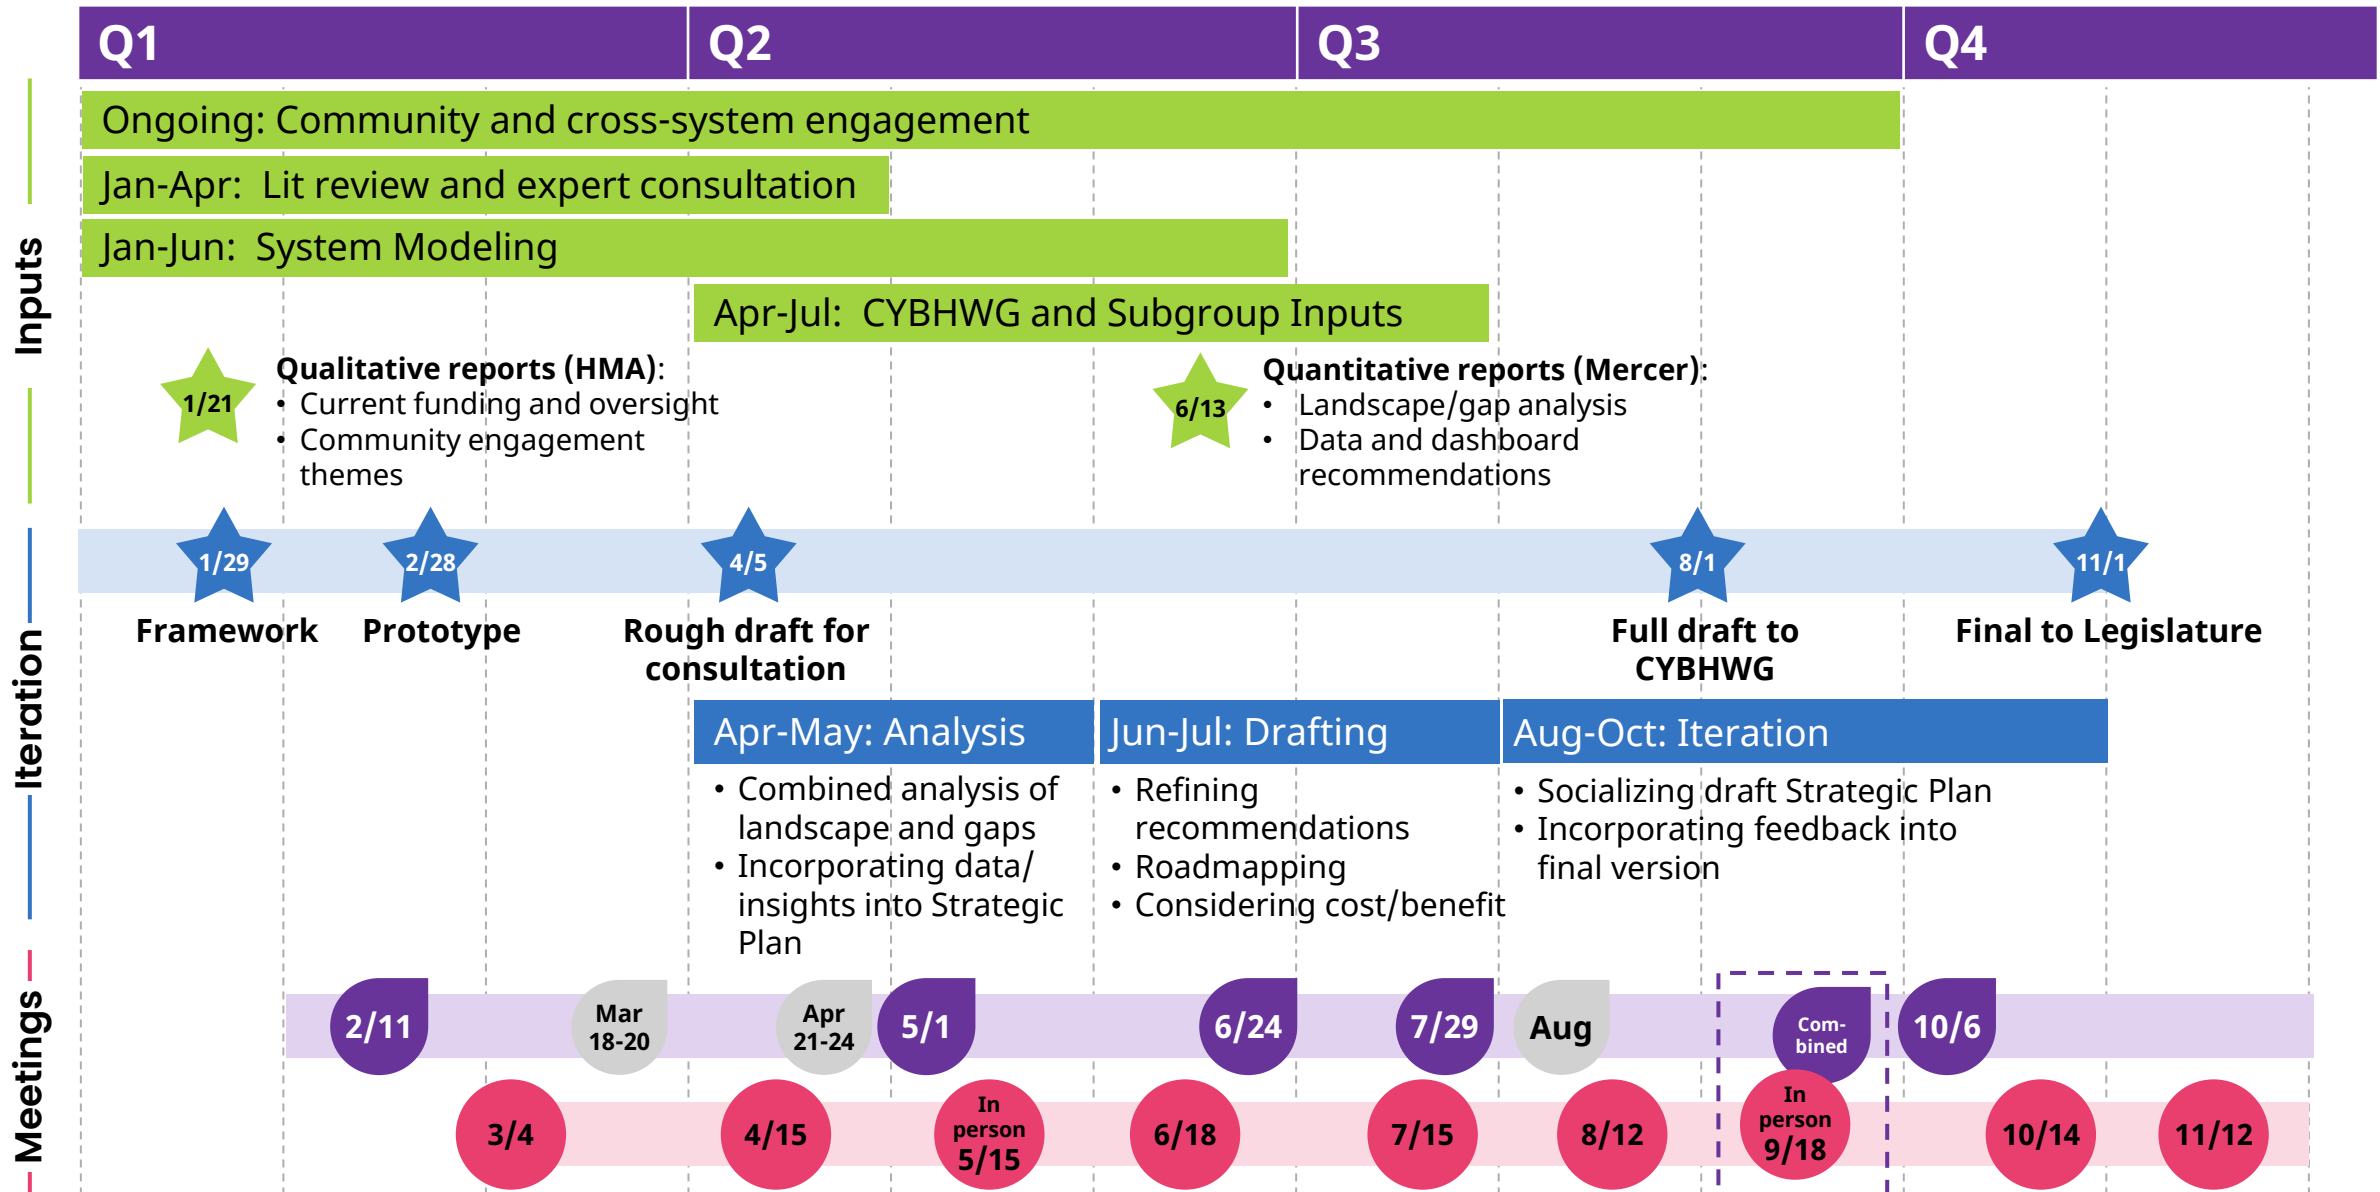 Q1
Q2
Q3
Q4
Inputs
Ongoing: Community and cross-system engagement
Jan-Apr:  Lit review and expert consultation
Jan-Jun:  System Modeling
Apr-Jul:  CYBHWG and Subgroup Inputs
1/21
Qualitative reports (HMA):
• Current funding and oversight
• Community engagement
themes
6/13
Quantitative reports (Mercer):
• Landscape/gap analysis
• Data and dashboard
recommendations
Iteration
1/29
2/28
4/5
8/1
11/1
Framework
Prototype
Rough draft for
consultation
Full draft to
CYBHWG
Final to Legislature
Apr-May: Analysis
• Combined analysis of
landscape and gaps
• Incorporating data/
insights into Strategic
Plan
Jun-Jul: Drafting
• Refining
recommendations
• Roadmapping
• Considering cost/benefit
Aug-Oct: Iteration
• Socializing draft Strategic Plan
• Incorporating feedback into
final version
Meetings
2/11
Mar
18-20
Apr
21-24
5/1
6/24
7/29
Aug
Com-
bined
10/6
3/4
4/15
In
person
5/15
6/18
7/15
8/12
In
person
9/18
10/14
11/12